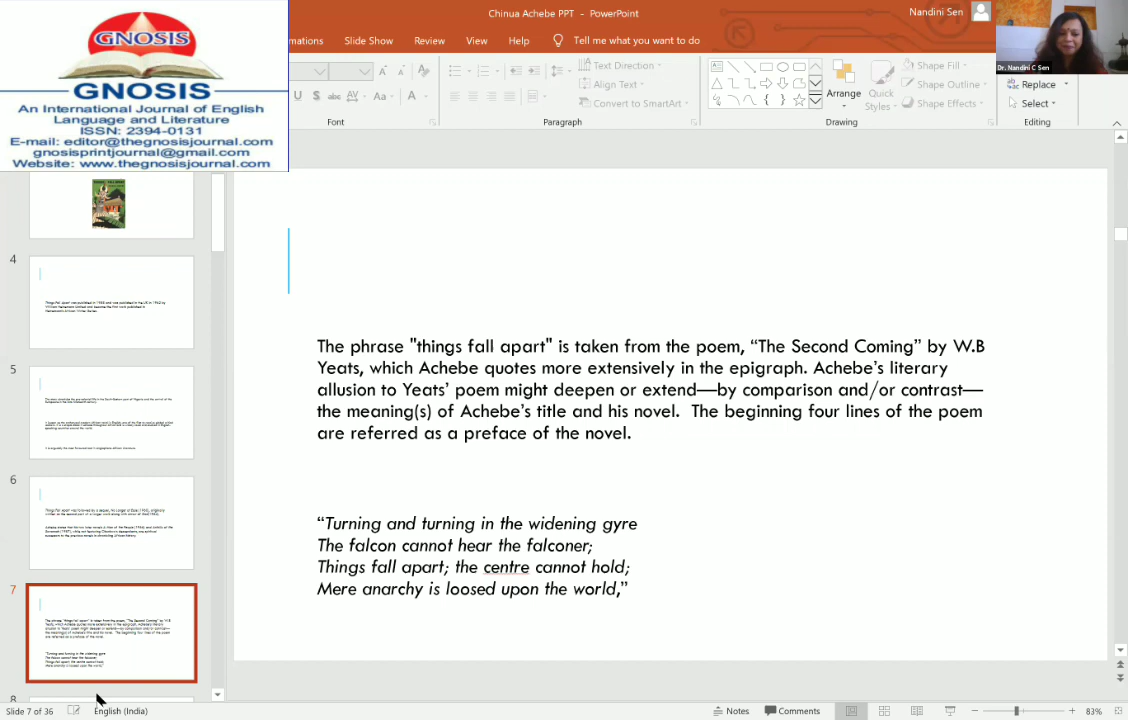 GNOSIS
GNOSIS
An International Journal of English
Language and Literature
ISSN: 2394-0131
E-mail: editor@thegnosisjournal.com
gnosisprintjournal@gmail.com
Website: www.thegnosisjournal.com
Chinua Achebe PPT - PowerPoint
Nandini Sen
Dr. Nandini C Sen
mations
Slide Show
Review
View
Help
Tell me what you want to do
Text Direction
Align Text
Convert to SmartArt
Arrange
Quick
Styles
Shape Fill
Shape Outline
Shape Effects
Replace
Select
Font
Paragraph
Drawing
Editing
4
5
6
7
8
The phrase "things fall apart" is taken from the poem, “The Second Coming” by W.B
Yeats, which Achebe quotes more extensively in the epigraph. Achebe’s literary
allusion to Yeats’ poem might deepen or extend—by comparison and/or contrast—
the meaning(s) of Achebe’s title and his novel. The beginning four lines of the poem
are referred as a preface of the novel.
“Turning and turning in the widening gyre
The falcon cannot hear the falconer;
Things fall apart; the centre cannot hold;
Mere anarchy is loosed upon the world,”
Slide 7 of 36
English (India)
Notes
Comments
83%